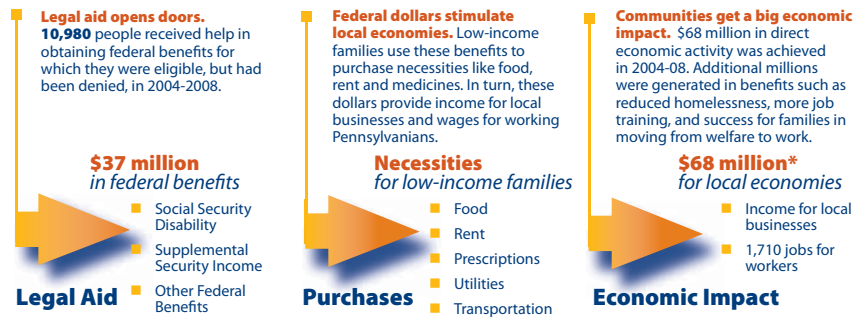 Legal aid opens doors.
10,980 people received help in
obtaining federal benefits for
which they were eligible, but had
been denied, in 2004-2008.
$37 million
in federal benefits
Social Security
Disability
Supplemental
Security Income
Other Federal
Benefits
Legal Aid
Federal dollars stimulate
local economies. Low-income
families use these benefits to
purchase necessities like food,
rent and medicines. In turn, these
dollars provide income for local
businesses and wages for working
Pennsylvanians.
Necessities
for low-income families
Food
Rent
Prescriptions
Utilities
Transportation
Purchases
Communities get a big economic
impact. $68 million in direct
economic activity was achieved
in 2004-08. Additional millions
were generated in benefits such as
reduced homelessness, more job
training, and success for families in
moving from welfare to work.
$68 million*
for local economies
Income for local
businesses
1,710 jobs for
workers
Economic Impact